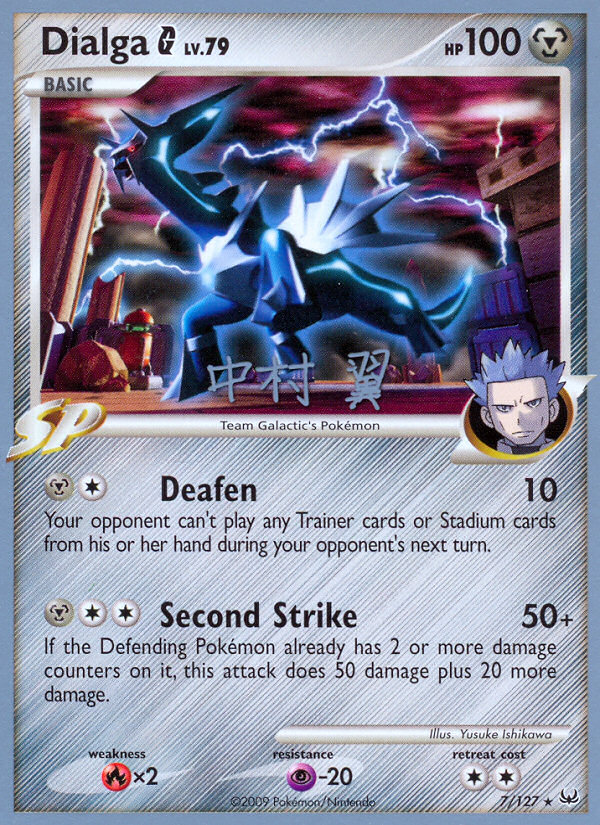 Dialga G LV.79 HP 100
BASIC
中村 翼
SP
Team Galactic's Pokémon
Deafen 10
Your opponent can't play any Trainer cards or Stadium cards
from his or her hand during your opponent's next turn.
Second Strike 50+
If the Defending Pokémon already has 2 or more damage
counters on it, this attack does 50 damage plus 20 more
damage.
Illus. Yusuke Ishikawa
weakness resistance retreat cost
×2 -20
©2009 Pokémon/Nintendo 7/127 ★